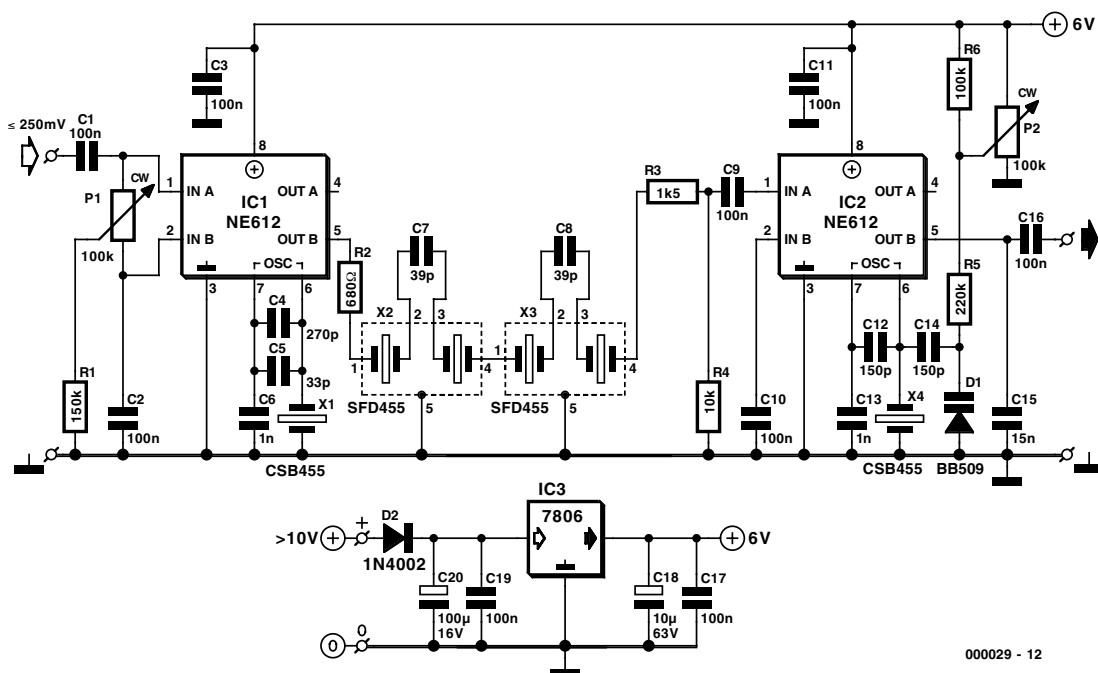 6V
C3
100n
C11
100n
R6
100k
CW
P2
100k
≤ 250mV
C1
100n
CW
P1
100k
8
1
IN A
OUT A
4
IC1
NE612
2
IN B
OUT B
5
OSC
3
7
6
R2
680Ω
C7
39p
C8
39p
R3
1k5
C9
100n
8
1
IN A
OUT A
4
IC2
NE612
2
IN B
OUT B
5
OSC
3
7
6
C16
100n
R5
220k
C4
270p
C5
33p
X2
2
3
1
4
5
SFD455
X3
2
3
1
4
5
SFD455
C12
150p
C14
150p
R1
150k
C2
100n
C6
1n
X1
CSB455
R4
10k
C10
100n
C13
1n
X4
CSB455
D1
BB509
C15
15n
IC3
7806
>10V
+
D2
1N4002
6V
C20
100µ
16V
C19
100n
C18
10µ
63V
C17
100n
0
0
000029 - 12